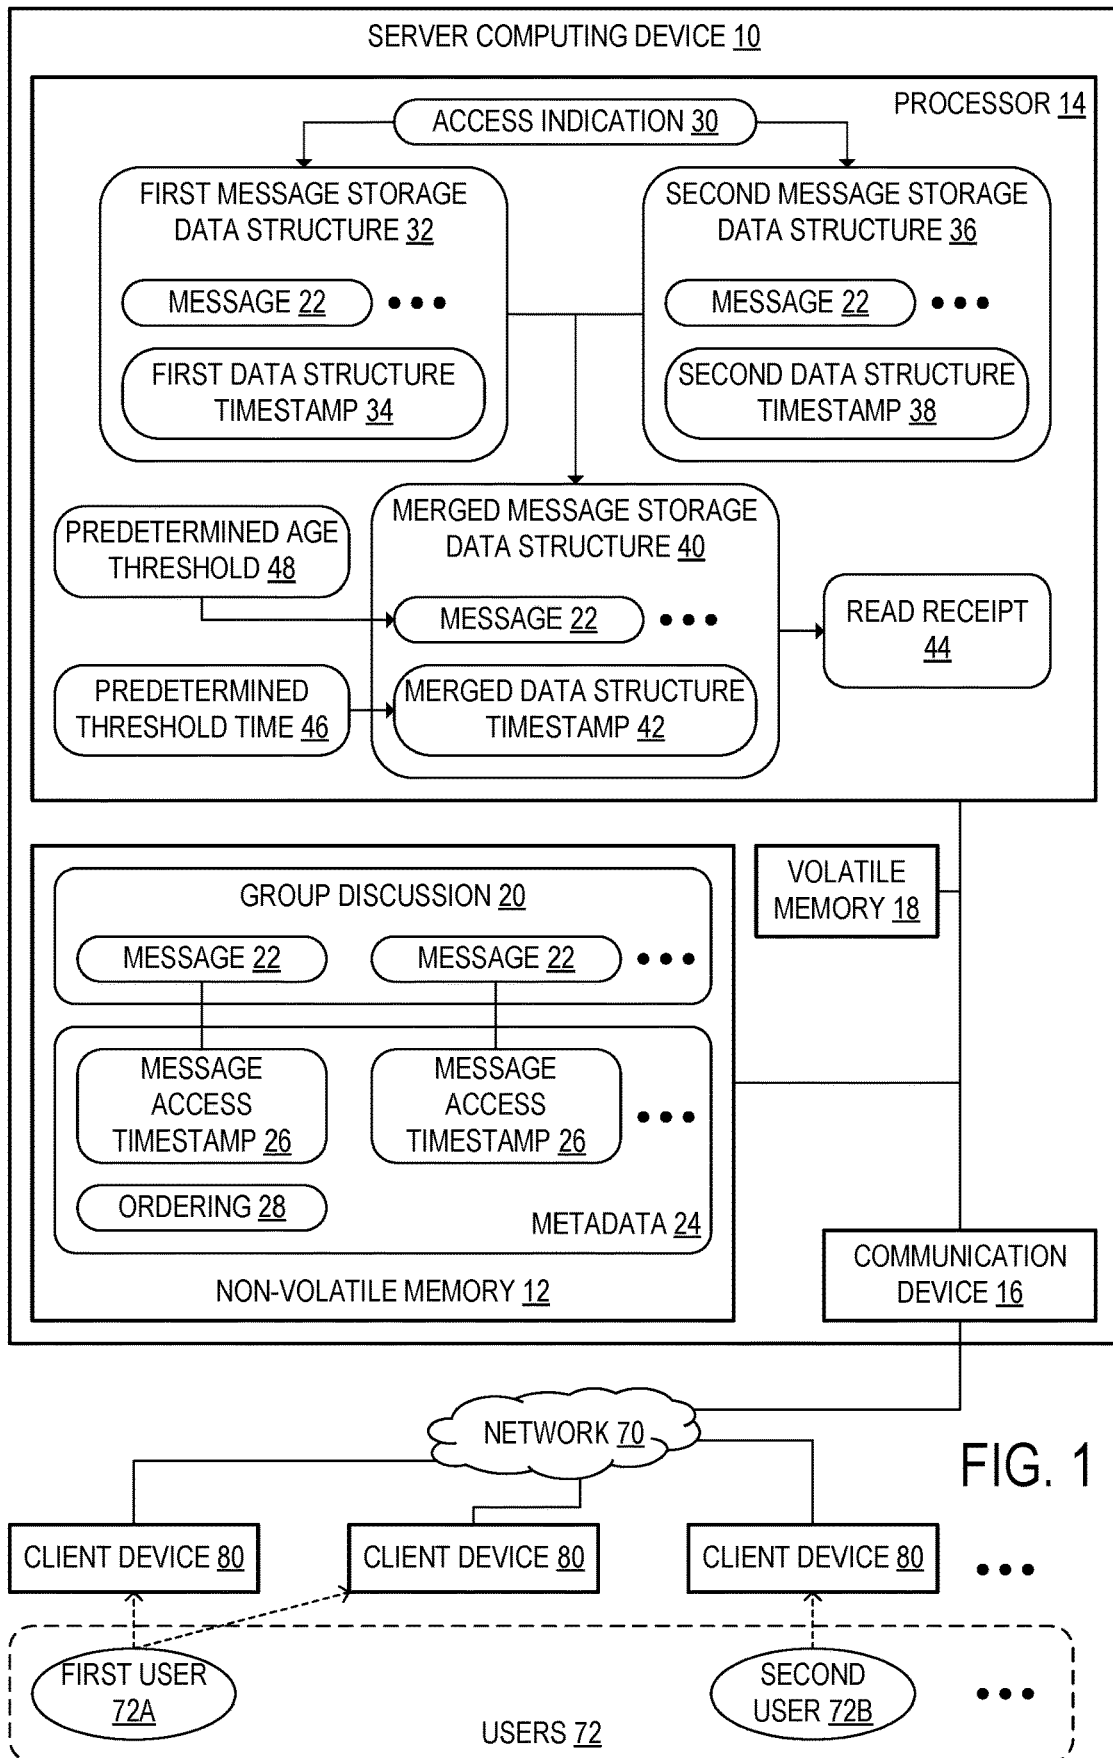 SERVER COMPUTING DEVICE 10
PROCESSOR 14
ACCESS INDICATION 30
FIRST MESSAGE STORAGE
DATA STRUCTURE 32
MESSAGE 22
FIRST DATA STRUCTURE
TIMESTAMP 34
SECOND MESSAGE STORAGE
DATA STRUCTURE 36
MESSAGE 22
SECOND DATA STRUCTURE
TIMESTAMP 38
PREDETERMINED AGE
THRESHOLD 48
PREDETERMINED
THRESHOLD TIME 46
MERGED MESSAGE STORAGE
DATA STRUCTURE 40
MESSAGE 22
MERGED DATA STRUCTURE
TIMESTAMP 42
READ RECEIPT
44
GROUP DISCUSSION 20
MESSAGE 22
MESSAGE 22
MESSAGE
ACCESS
TIMESTAMP 26
MESSAGE
ACCESS
TIMESTAMP 26
ORDERING 28
METADATA 24
NON-VOLATILE MEMORY 12
VOLATILE
MEMORY 18
COMMUNICATION
DEVICE 16
NETWORK 70
FIG. 1
CLIENT DEVICE 80
CLIENT DEVICE 80
CLIENT DEVICE 80
FIRST USER
72A
SECOND
USER 72B
USERS 72